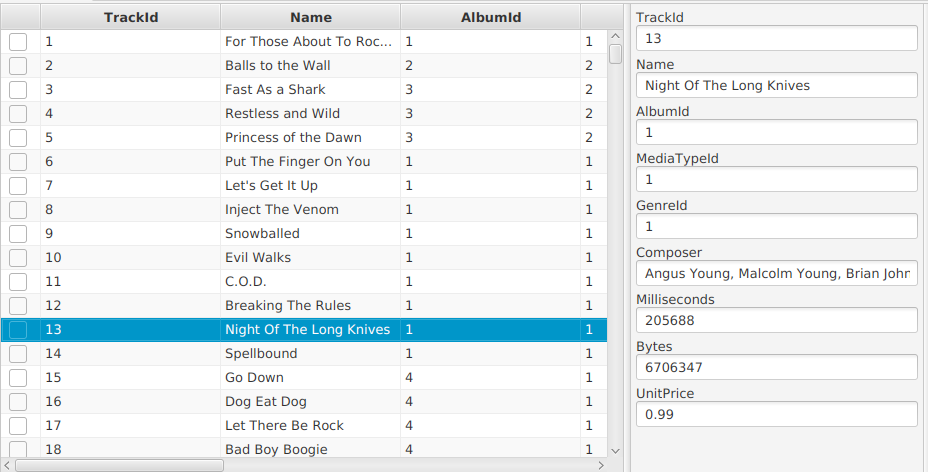 TrackId Name AlbumId
1 For Those About To Roc... 1 1
2 Balls to the Wall 2 2
3 Fast As a Shark 3 2
4 Restless and Wild 3 2
5 Princess of the Dawn 3 2
6 Put The Finger On You 1 1
7 Let's Get It Up 1 1
8 Inject The Venom 1 1
9 Snowballed 1 1
10 Evil Walks 1 1
11 C.O.D. 1 1
12 Breaking The Rules 1 1
13 Night Of The Long Knives 1 1
14 Spellbound 1 1
15 Go Down 4 1
16 Dog Eat Dog 4 1
17 Let There Be Rock 4 1
18 Bad Boy Boogie 4 1
TrackId
13
Name
Night Of The Long Knives
AlbumId
1
MediaTypeId
1
GenreId
1
Composer
Angus Young, Malcolm Young, Brian John
Milliseconds
205688
Bytes
6706347
UnitPrice
0.99